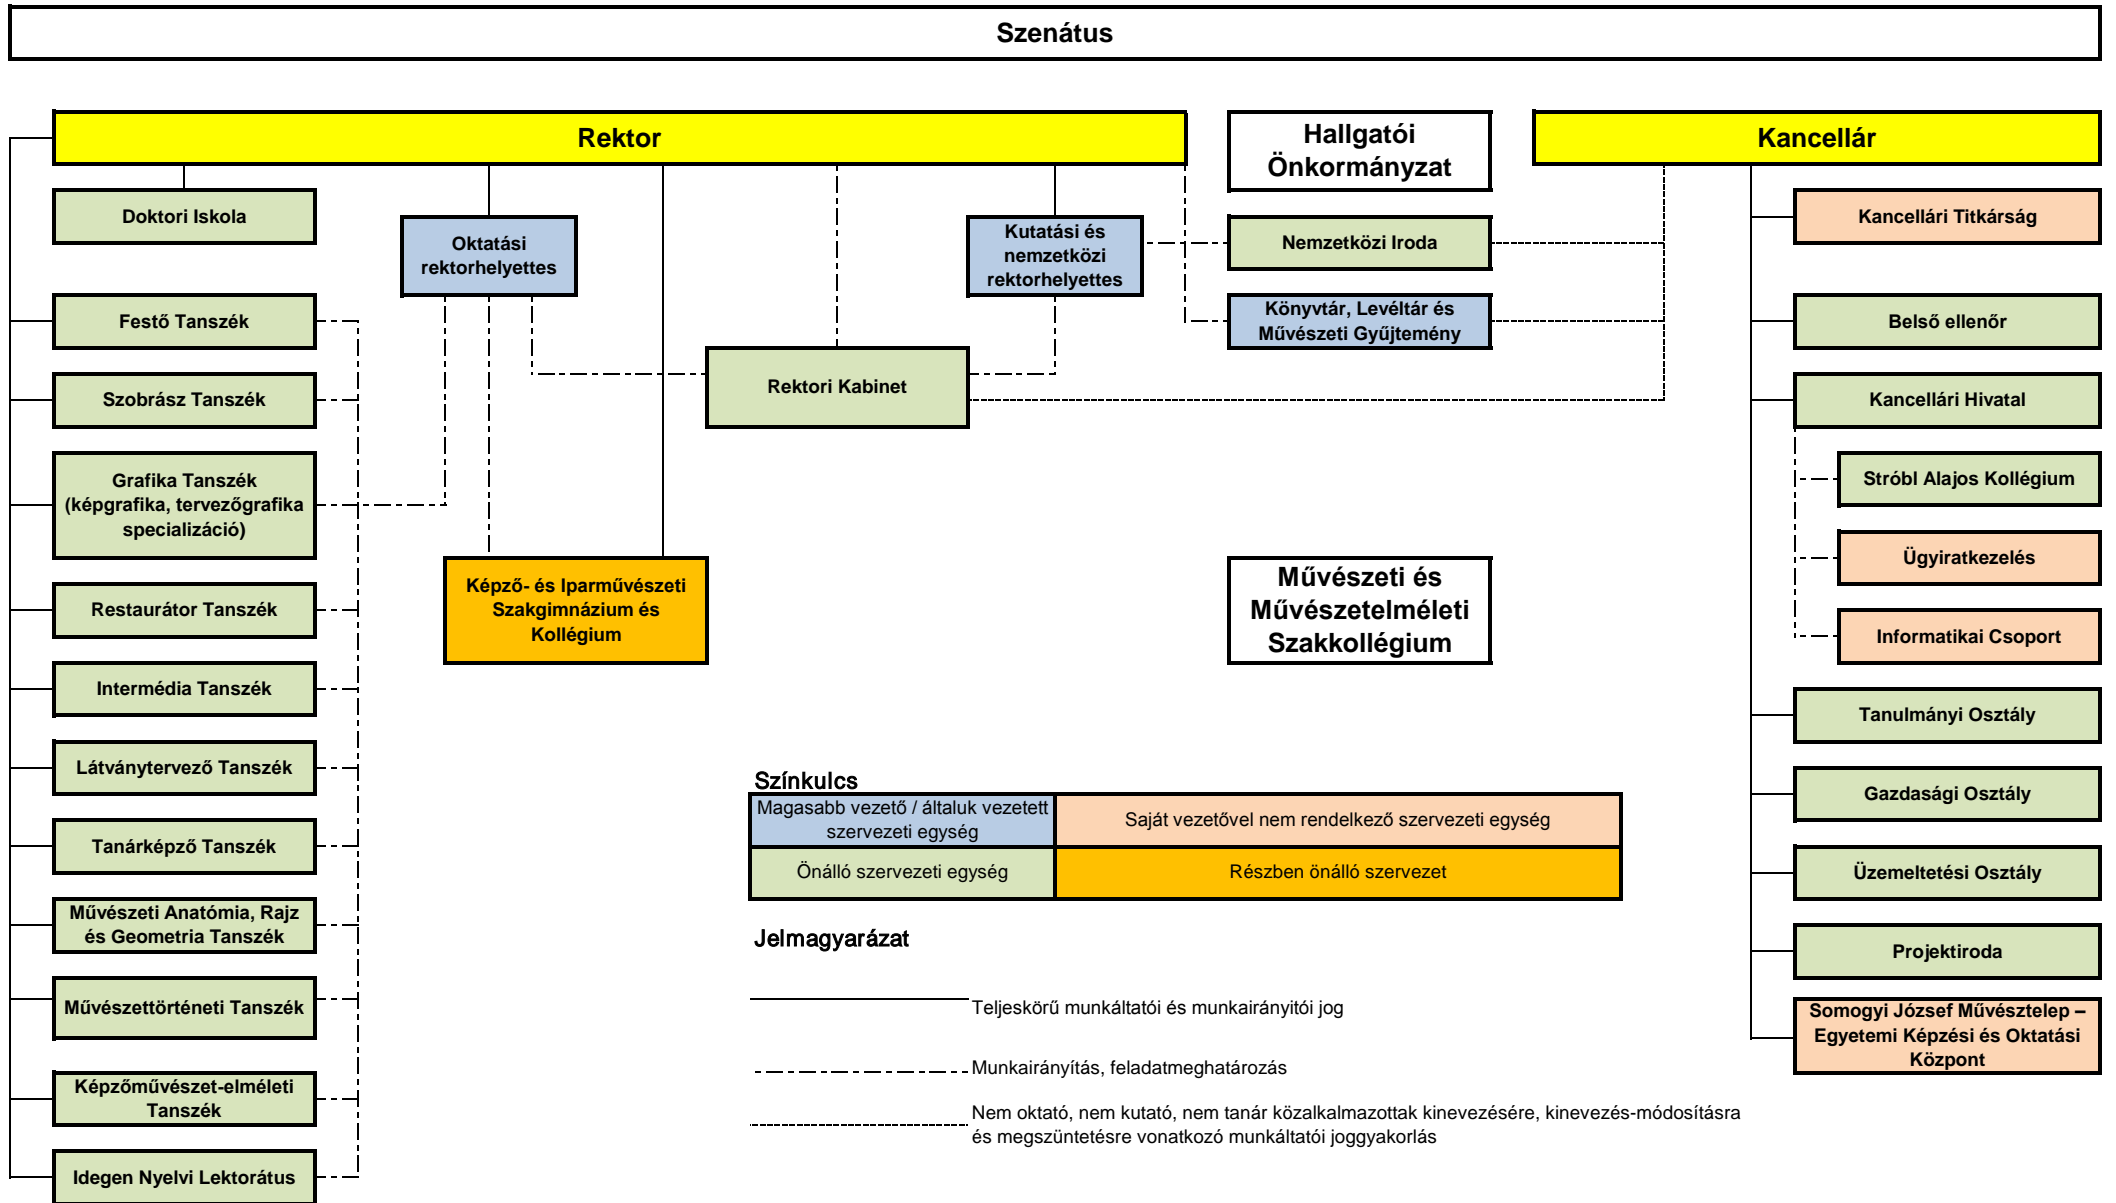 Szenátus
Rektor
Hallgatói
Önkormányzat
Kancellár
Doktori Iskola
Oktatási
rektorhelyettes
Kutatási és
nemzetközi
rektorhelyettes
Nemzetközi Iroda
Kancellári Titkárság
Festő Tanszék
Könyvtár, Levéltár és
Művészeti Gyűjtemény
Belső ellenőr
Szobrász Tanszék
Rektori Kabinet
Kancellári Hivatal
Grafika Tanszék
(képgrafika, tervezőgrafika
specializáció)
Stróbl Alajos Kollégium
Ügyiratkezelés
Restaurátor Tanszék
Képző- és Iparművészeti
Szakgimnázium és
Kollégium
Művészeti és
Művészetelméleti
Szakkollégium
Informatikai Csoport
Intermédia Tanszék
Tanulmányi Osztály
Látványtervező Tanszék
Gazdasági Osztály
Színkulcs
Magasabb vezető / általuk vezetett
szervezeti egység
Saját vezetővel nem rendelkező szervezeti egység
Önálló szervezeti egység
Részben önálló szervezet
Tanárképző Tanszék
Üzemeltetési Osztály
Művészeti Anatómia, Rajz
és Geometria Tanszék
Jelmagyarázat
Projektiroda
Művészettörténeti Tanszék
Teljeskörű munkáltatói és munkairányítói jog
Somogyi József Művésztelep –
Egyetemi Képzési és Oktatási
Központ
Munkairányítás, feladatmeghatározás
Képzőművészet-elméleti
Tanszék
Nem oktató, nem kutató, nem tanár közalkalmazottak kinevezésére, kinevezés-módosításra
és megszüntetésre vonatkozó munkáltatói joggyakorlás
Idegen Nyelvi Lektorátus